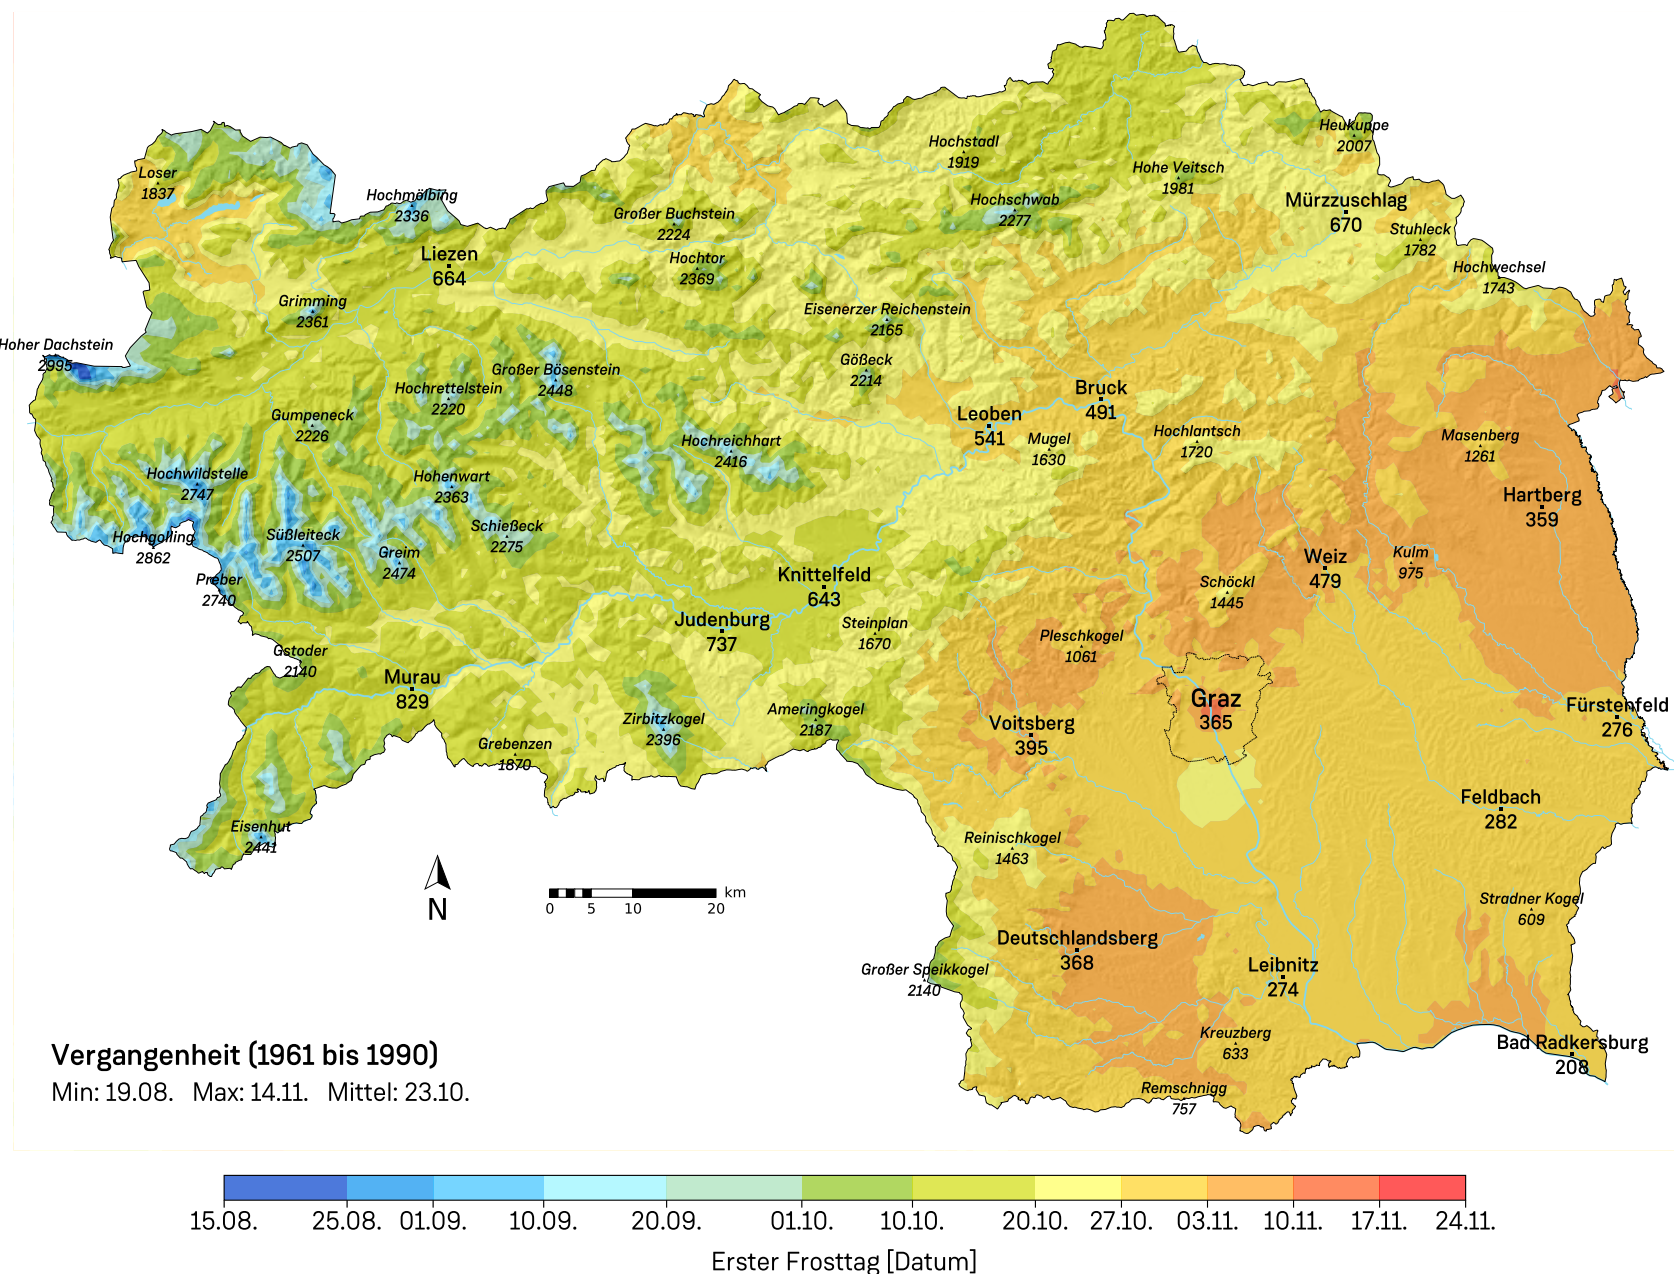 Heukuppe
2007
Hochstadl
1919
Hohe Veitsch
1981
Loser
1837
Hochmölbing
2336
Hochschwab
2277
Mürzzuschlag
670
Großer Buchstein
2224
Stuhleck
1782
Liezen
664
Hochtor
2369
Hochwechsel
1743
Grimming
2361
Eisenerzer Reichenstein
2165
Hoher Dachstein
2995
Großer Bösenstein
2448
Gößeck
2214
Hochrettelstein
2220
Bruck
491
Gumpeneck
2226
Leoben
541
Mugel
1630
Hochlantsch
1720
Masenberg
1261
Hochreichhart
2416
Hochwildstelle
2747
Hohenwart
2363
Hartberg
359
Hochgolling
2862
Süßleiteck
2507
Schießeck
2275
Greim
2474
Weiz
479
Kulm
975
Preber
2740
Knittelfeld
643
Schöckl
1445
Judenburg
737
Steinplan
1670
Pleschkogel
1061
Gstoder
2140
Murau
829
Graz
365
Fürstenfeld
276
Zirbitzkogel
2396
Ameringkogel
2187
Voitsberg
395
Grebenzen
1870
Feldbach
282
Eisenhut
2441
Reinischkogel
1463
km
0 5 10 20
N
Stradner Kogel
609
Deutschlandsberg
368
Großer Speikkogel
2140
Leibnitz
274
Kreuzberg
633
Bad Radkersburg
208
Remschnigg
757
Vergangenheit (1961 bis 1990)
Min: 19.08. Max: 14.11. Mittel: 23.10.
15.08. 25.08. 01.09. 10.09. 20.09. 01.10. 10.10. 20.10. 27.10. 03.11. 10.11. 17.11. 24.11.
Erster Frosttag [Datum]